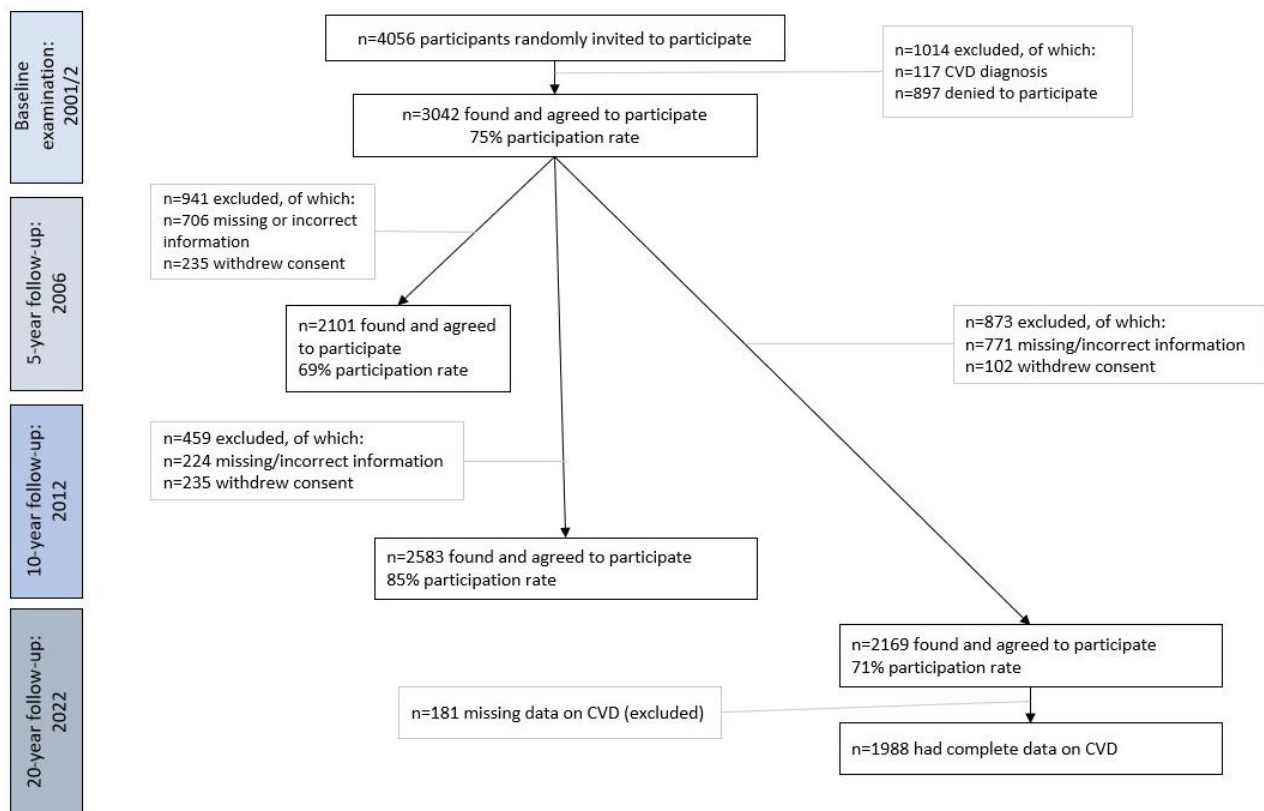 Baseline
examination:
2001/2
n=4056 participants randomly invited to participate
n=1014 excluded, of which:
n=117 CVD diagnosis
n=897 denied to participate
n=3042 found and agreed to participate
75% participation rate
5-year follow-up:
2006
n=941 excluded, of which:
n=706 missing or incorrect
information
n=235 withdrew consent
n=2101 found and agreed
to participate
69% participation rate
n=873 excluded, of which:
n=771 missing/incorrect information
n=102 withdrew consent
10-year follow-up:
2012
n=459 excluded, of which:
n=224 missing/incorrect information
n=235 withdrew consent
n=2583 found and agreed to participate
85% participation rate
20-year follow-up:
2022
n=2169 found and agreed to participate
71% participation rate
n=181 missing data on CVD (excluded)
n=1988 had complete data on CVD